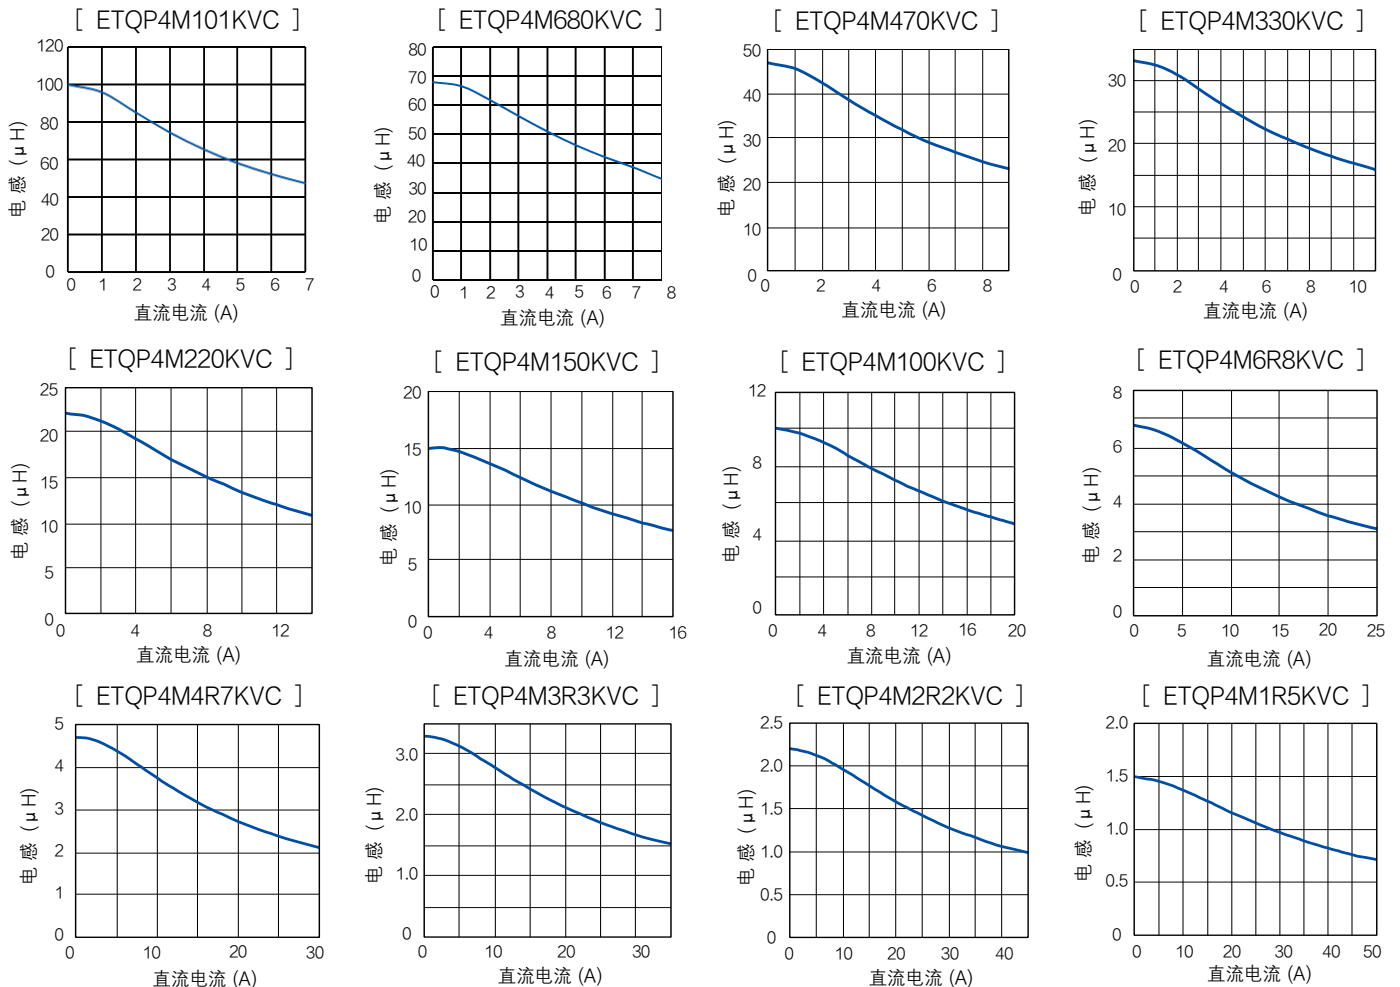 [ ETQP4M101KVC ]
120
100
80
60
40
20
0
0 1 2 3 4 5 6 7
电感 (μH)
直流电流 (A)
[ ETQP4M680KVC ]
80
70
60
50
40
30
20
10
0
0 1 2 3 4 5 6 7 8
电感 (μH)
直流电流 (A)
[ ETQP4M470KVC ]
50
40
30
20
10
0
0 2 4 6 8
电感 (μH)
直流电流 (A)
[ ETQP4M330KVC ]
30
20
10
0
0 2 4 6 8 10
电感 (μH)
直流电流 (A)
[ ETQP4M220KVC ]
25
20
15
10
5
0
0 4 8 12
电感 (μH)
直流电流 (A)
[ ETQP4M150KVC ]
20
15
10
5
0
0 4 8 12 16
电感 (μH)
直流电流 (A)
[ ETQP4M100KVC ]
12
8
4
0
0 4 8 12 16 20
电感 (μH)
直流电流 (A)
[ ETQP4M6R8KVC ]
8
6
4
2
0
0 5 10 15 20 25
电感 (μH)
直流电流 (A)
[ ETQP4M4R7KVC ]
5
4
3
2
1
0
0 10 20 30
电感 (μH)
直流电流 (A)
[ ETQP4M3R3KVC ]
3.0
2.0
1.0
0
0 10 20 30
电感 (μH)
直流电流 (A)
[ ETQP4M2R2KVC ]
2.5
2.0
1.5
1.0
0.5
0
0 10 20 30 40
电感 (μH)
直流电流 (A)
[ ETQP4M1R5KVC ]
2.0
1.5
1.0
0.5
0
0 10 20 30 40 50
电感 (μH)
直流电流 (A)